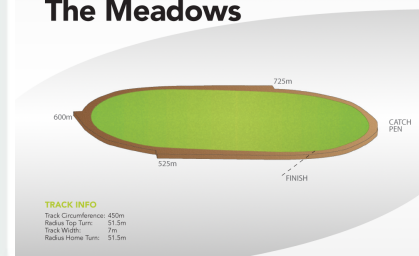 The Meadows
725m
600m
CATCH
PEN
525m
FINISH
TRACK INFO
Track Circumference: 450m
Radius Top Turn: 51.5m
Track Width: 7m
Radius Home Turn: 51.5m